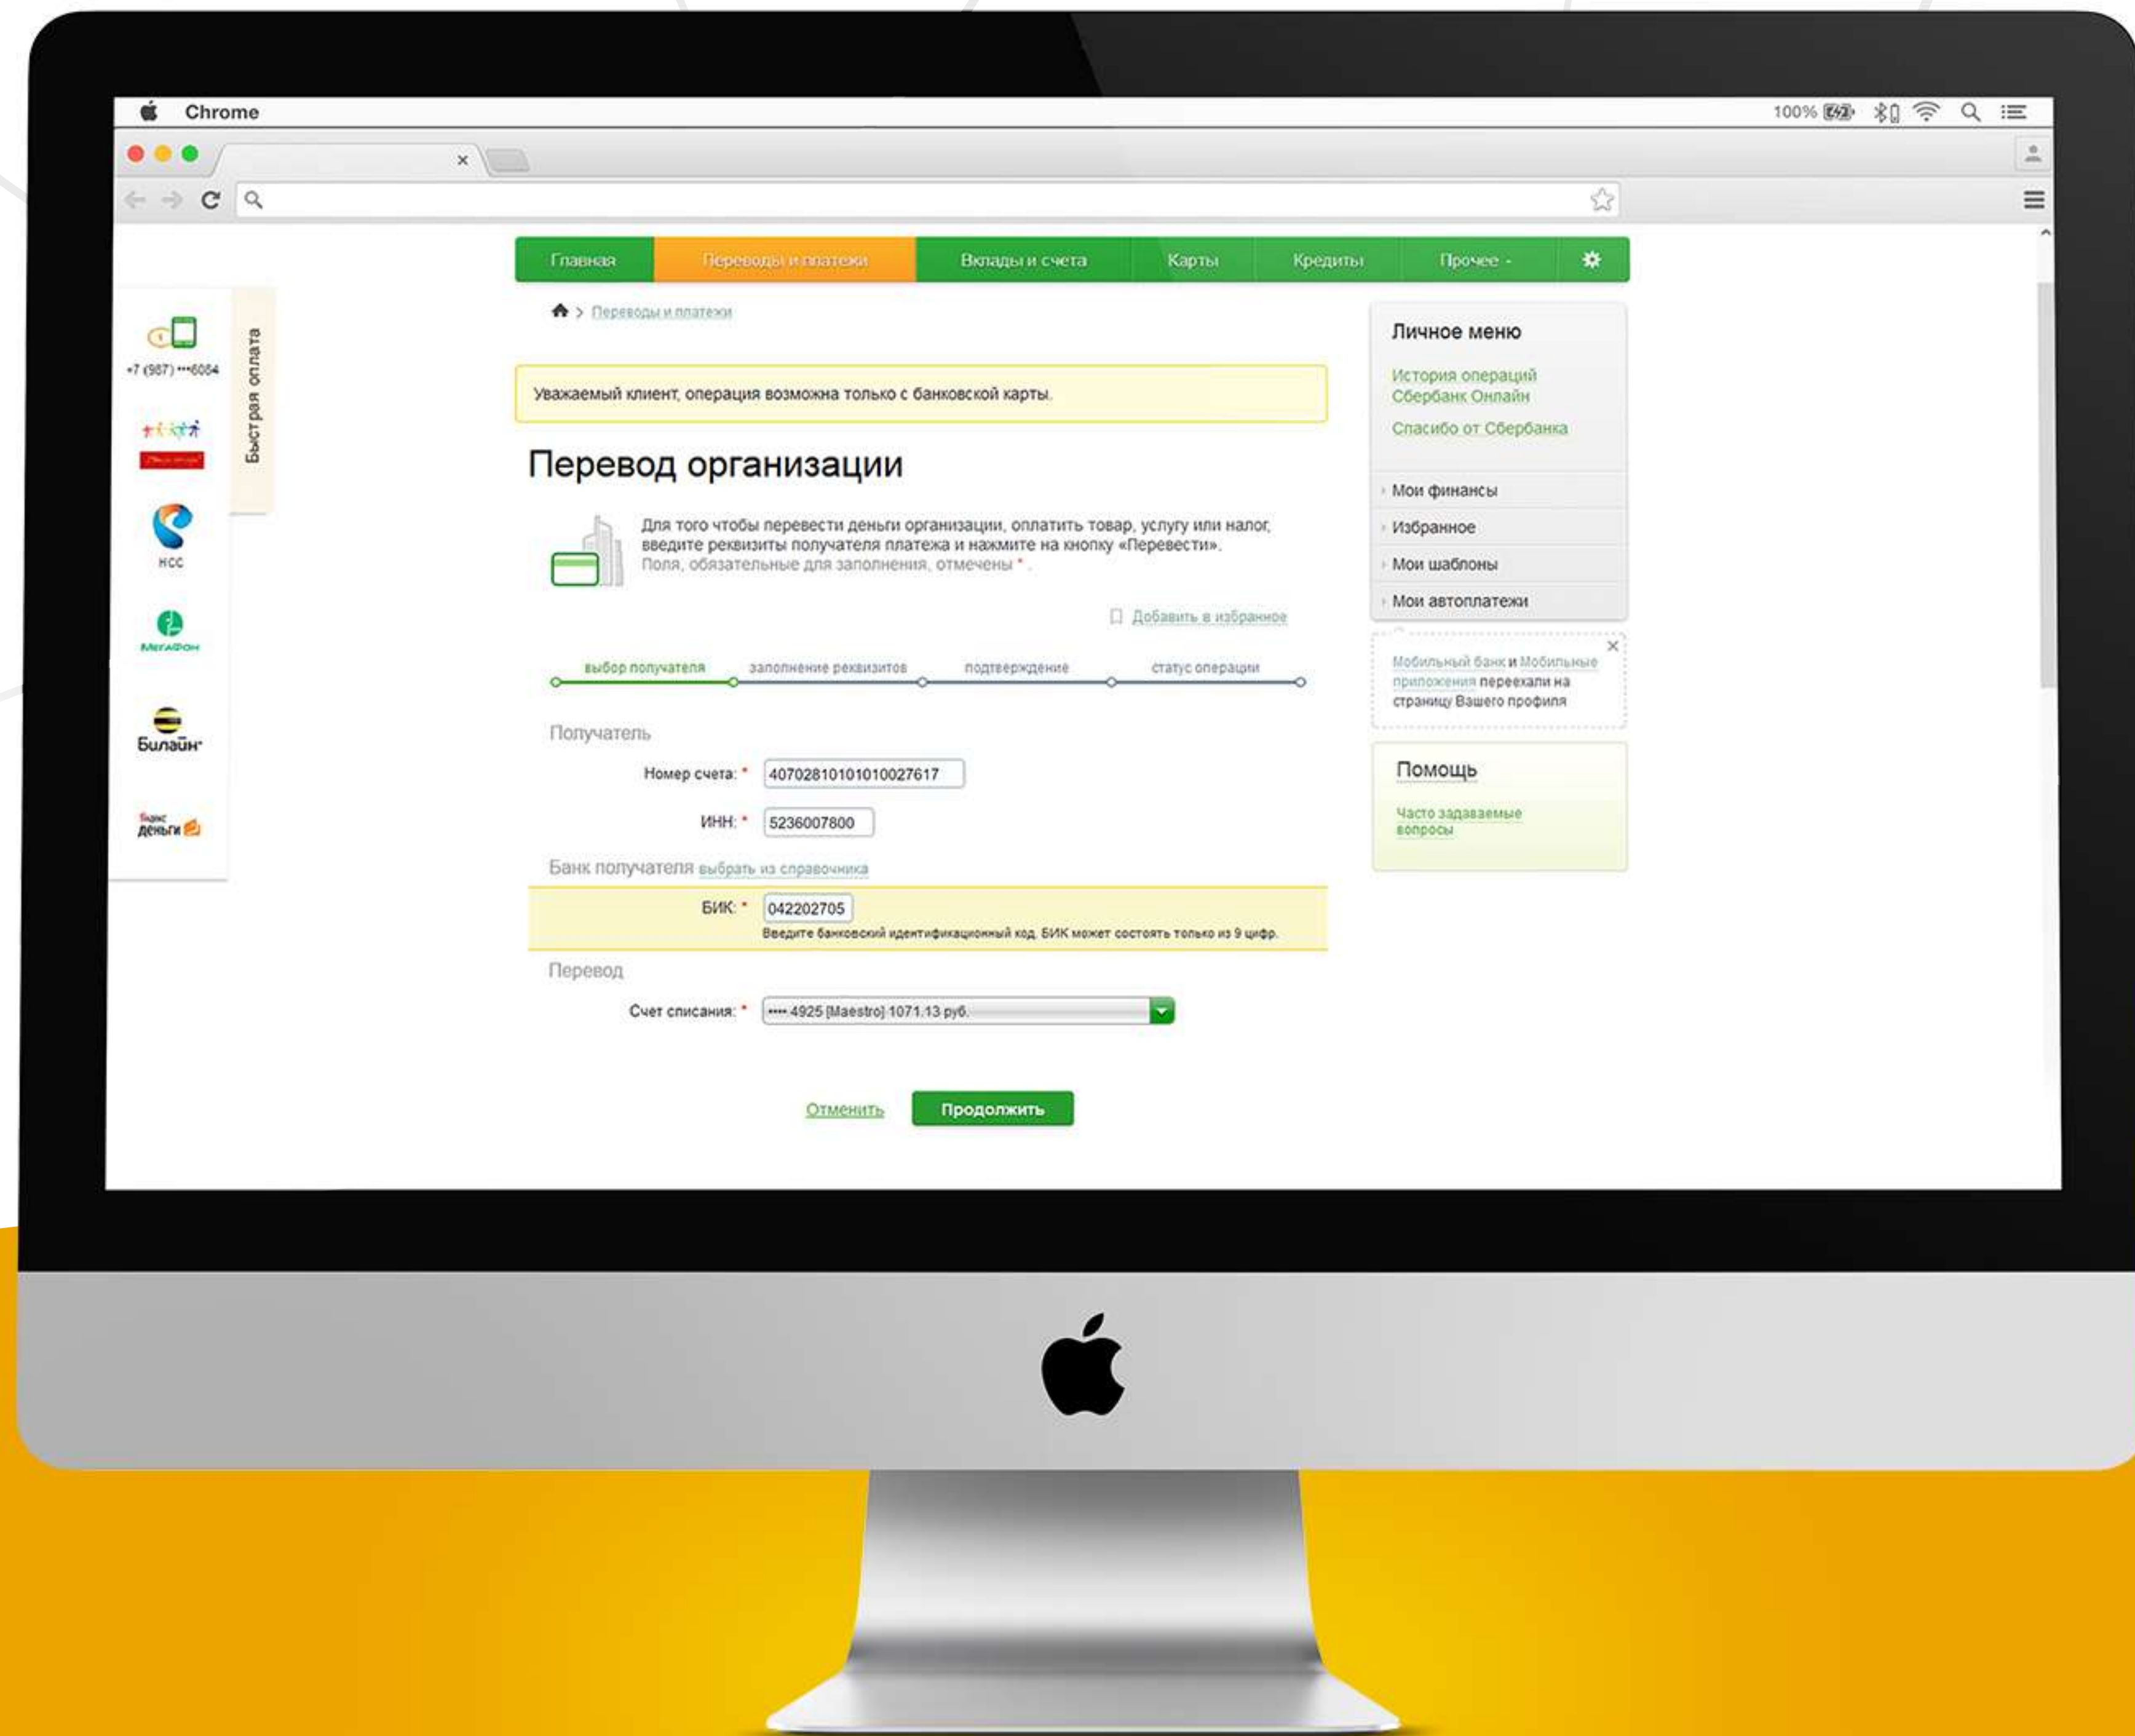 Chrome
100%
Главная
Переводы и платежи
Вклады и счета
Карты
Кредиты
Прочее
+7 (987) •••6084
НСС
МегаФон
Билайн
Яндекс
деньги
Быстрая оплата
> Переводы и платежи
Уважаемый клиент, операция возможна только с банковской карты.
Перевод организации
Для того чтобы перевести деньги организации, оплатить товар, услугу или налог,
введите реквизиты получателя платежа и нажмите на кнопку «Перевести».
Поля, обязательные для заполнения, отмечены * .
Добавить в избранное
выбор получателя
заполнение реквизитов
подтверждение
статус операции
Получатель
Номер счета: * 40702810101010027617
ИНН: * 5236007800
Банк получателя выбрать из справочника
БИК: * 042202705
Введите банковский идентификационный код. БИК может состоять только из 9 цифр.
Перевод
Счет списания: * •••• 4925 [Maestro] 1071.13 руб.
Отменить
Продолжить
Личное меню
История операций
Сбербанк Онлайн
Спасибо от Сбербанка
Мои финансы
Избранное
Мои шаблоны
Мои автоплатежи
Мобильный банк и Мобильные
приложения переехали на
страницу Вашего профиля
Помощь
Часто задаваемые
вопросы